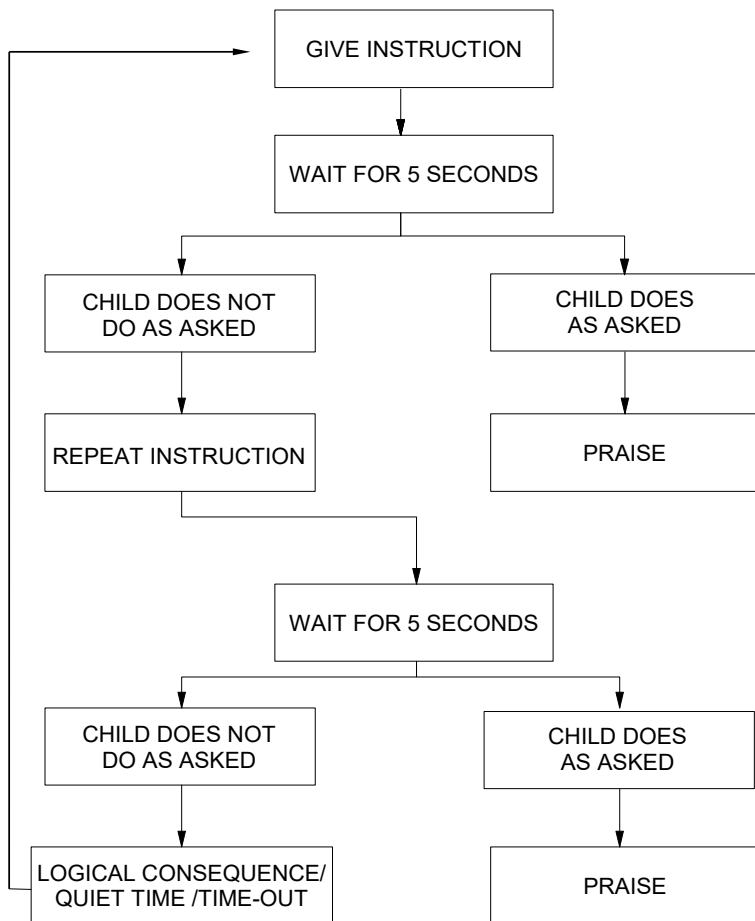 GIVE INSTRUCTION
WAIT FOR 5 SECONDS
CHILD DOES NOT
DO AS ASKED
CHILD DOES
AS ASKED
REPEAT INSTRUCTION
PRAISE
WAIT FOR 5 SECONDS
CHILD DOES NOT
DO AS ASKED
CHILD DOES
AS ASKED
LOGICAL CONSEQUENCE/
QUIET TIME /TIME-OUT
PRAISE